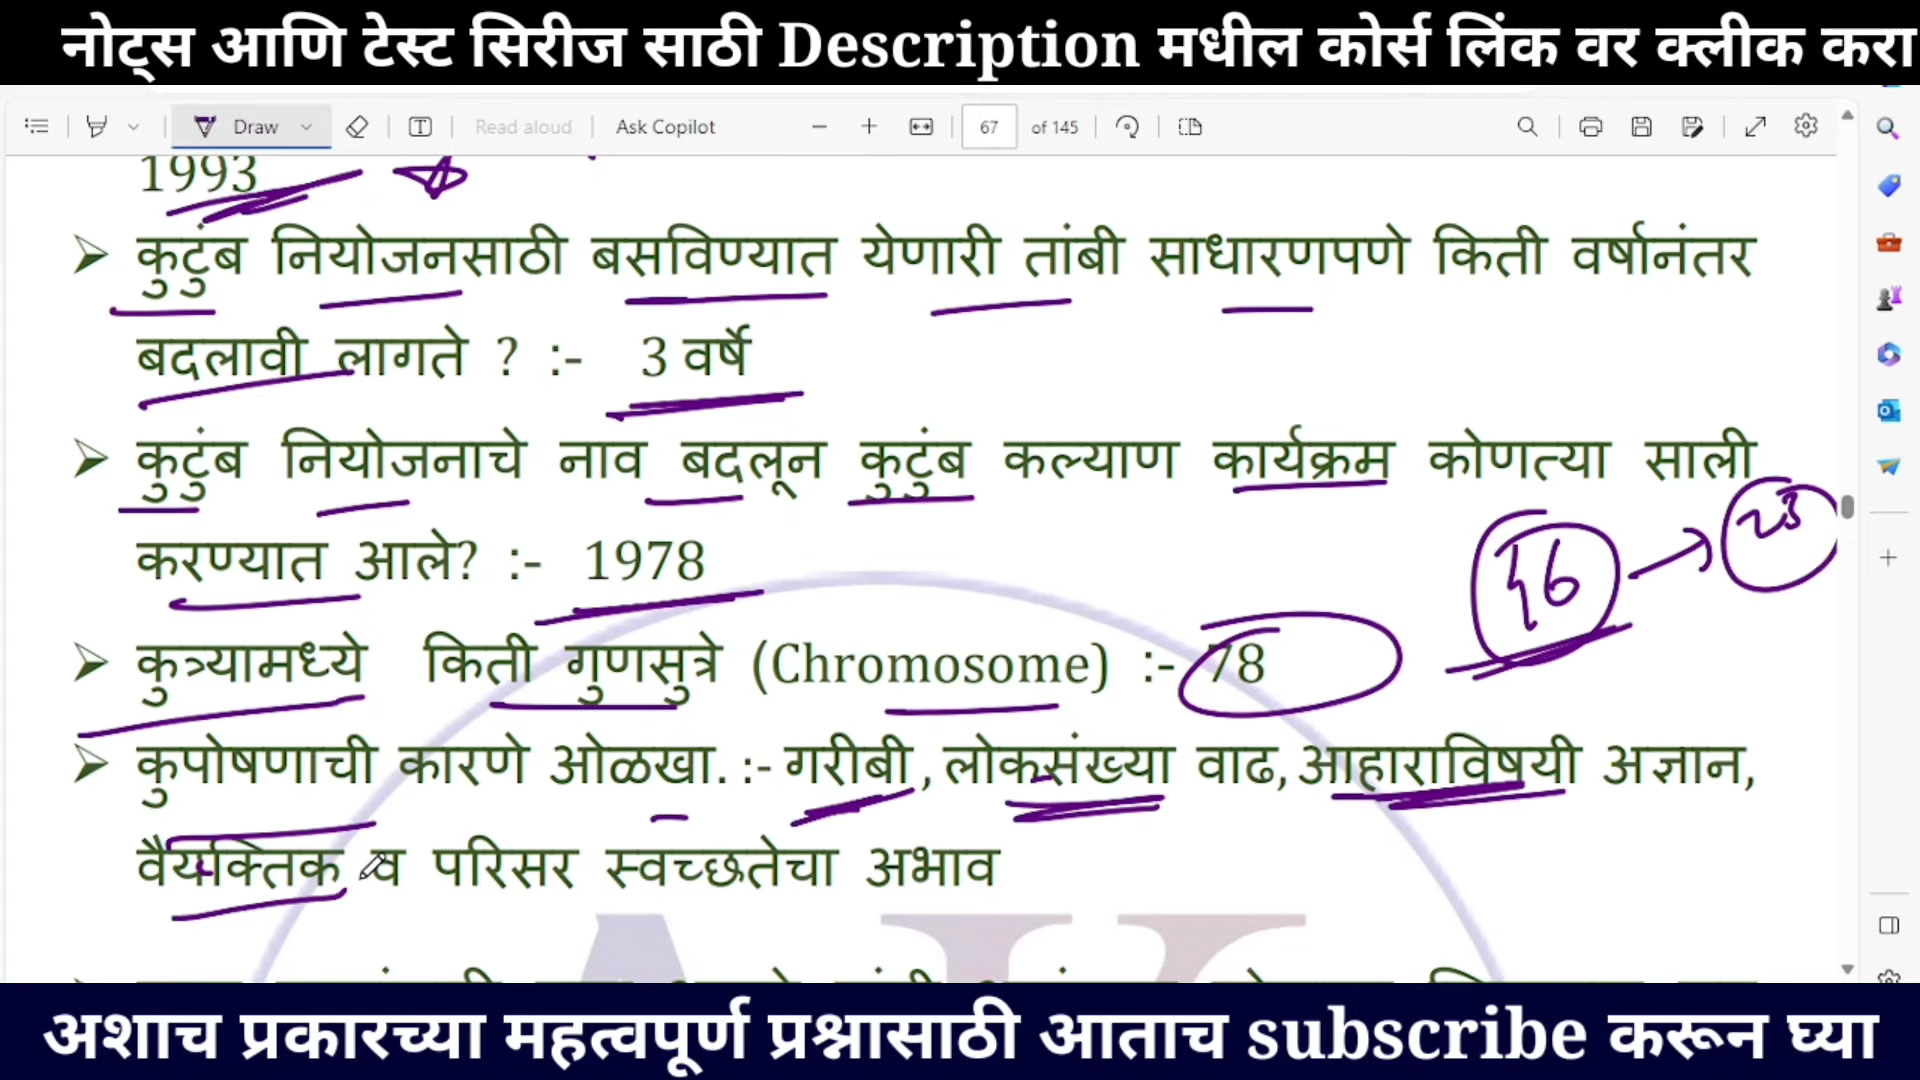 नोट्स आणि टेस्ट सिरीज साठी Description मधील कोर्स लिंक वर क्लीक करा
Draw Read aloud Ask Copilot 67 of 145
1993
➢ कुटुंब नियोजनसाठी बसविण्यात येणारी तांबी साधारणपणे किती वर्षानंतर
बदलावी लागते ? :- 3 वर्षे
➢ कुटुंब नियोजनाचे नाव बदलून कुटुंब कल्याण कार्यक्रम कोणत्या साली
करण्यात आले? :- 1978
46 → 23
➢ कुत्र्यामध्ये किती गुणसुत्रे (Chromosome) :- 78
➢ कुपोषणाची कारणे ओळखा. :- गरीबी, लोकसंख्या वाढ, आहाराविषयी अज्ञान,
वैयक्तिक व परिसर स्वच्छतेचा अभाव
अशाच प्रकारच्या महत्वपूर्ण प्रश्नासाठी आताच subscribe करून घ्या